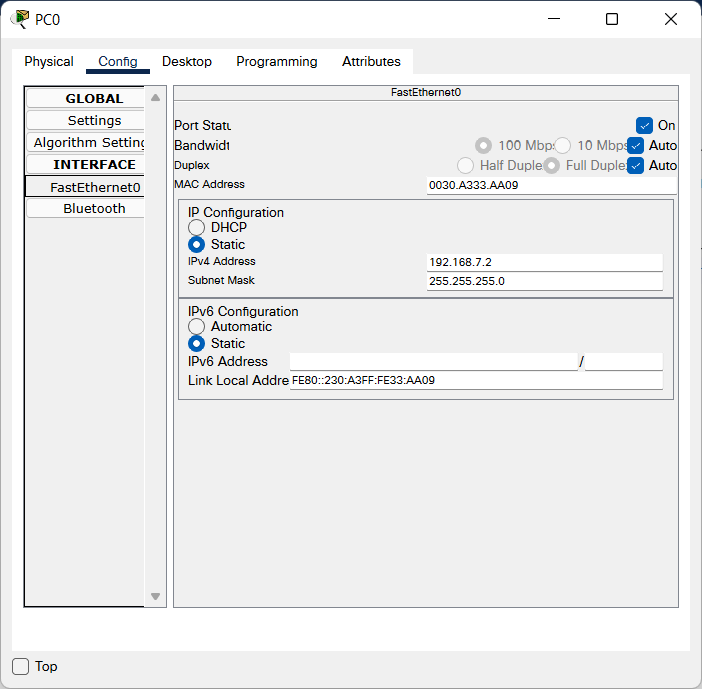 PC0
Physical Config Desktop Programming Attributes
GLOBAL
Settings
Algorithm Setting
INTERFACE
FastEthernet0
Bluetooth
FastEthernet0
Port Statu On
Bandwidt 100 Mbps 10 Mbps Auto
Duplex Half Duple Full Duple Auto
MAC Address 0030.A333.AA09
IP Configuration
DHCP
Static
IPv4 Address 192.168.7.2
Subnet Mask 255.255.255.0
IPv6 Configuration
Automatic
Static
IPv6 Address /
Link Local Addre FE80::230:A3FF:FE33:AA09
Top